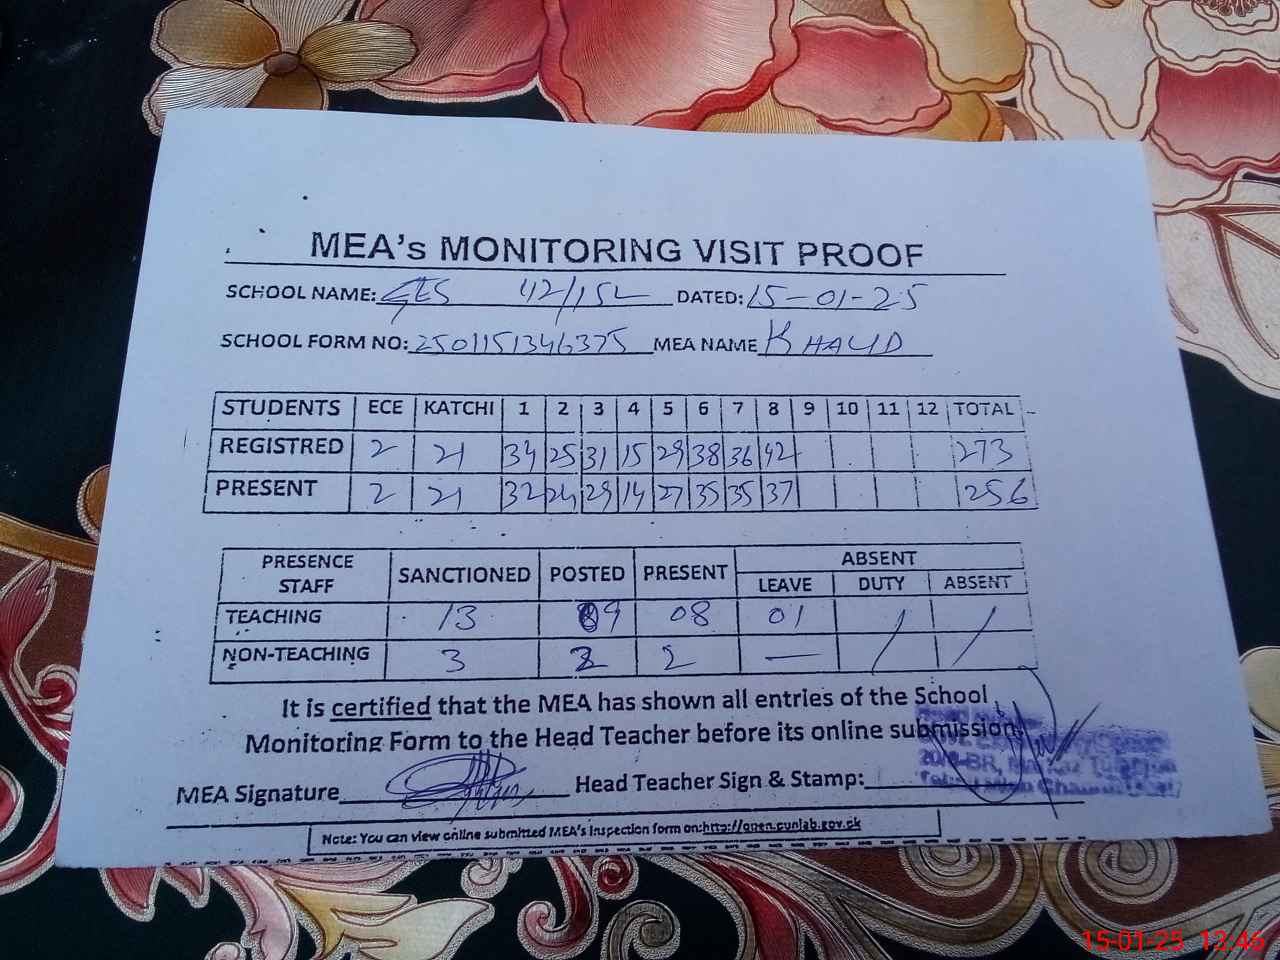 MEA's MONITORING VISIT PROOF
SCHOOL NAME: GES 42/15L DATED: 15-01-25
SCHOOL FORM NO: 2501151346375 MEA NAME KHALID
STUDENTS ECE KATCHI 1 2 3 4 5 6 7 8 9 10 11 12 TOTAL
REGISTRED 2 21 34 25 31 15 29 38 36 42 273
PRESENT 2 21 32 24 29 14 27 35 35 37 256
PRESENCE STAFF SANCTIONED POSTED PRESENT ABSENT
LEAVE DUTY ABSENT
TEACHING 13 09 08 01 / /
NON-TEACHING 3 2 2 — / /
It is certified that the MEA has shown all entries of the School
Monitoring Form to the Head Teacher before its online submission.
MEA Signature Head Teacher Sign & Stamp:
Note: You can view online submitted MEA's Inspection form on:http://open.punjab.gov.pk
15-01-25 12:46